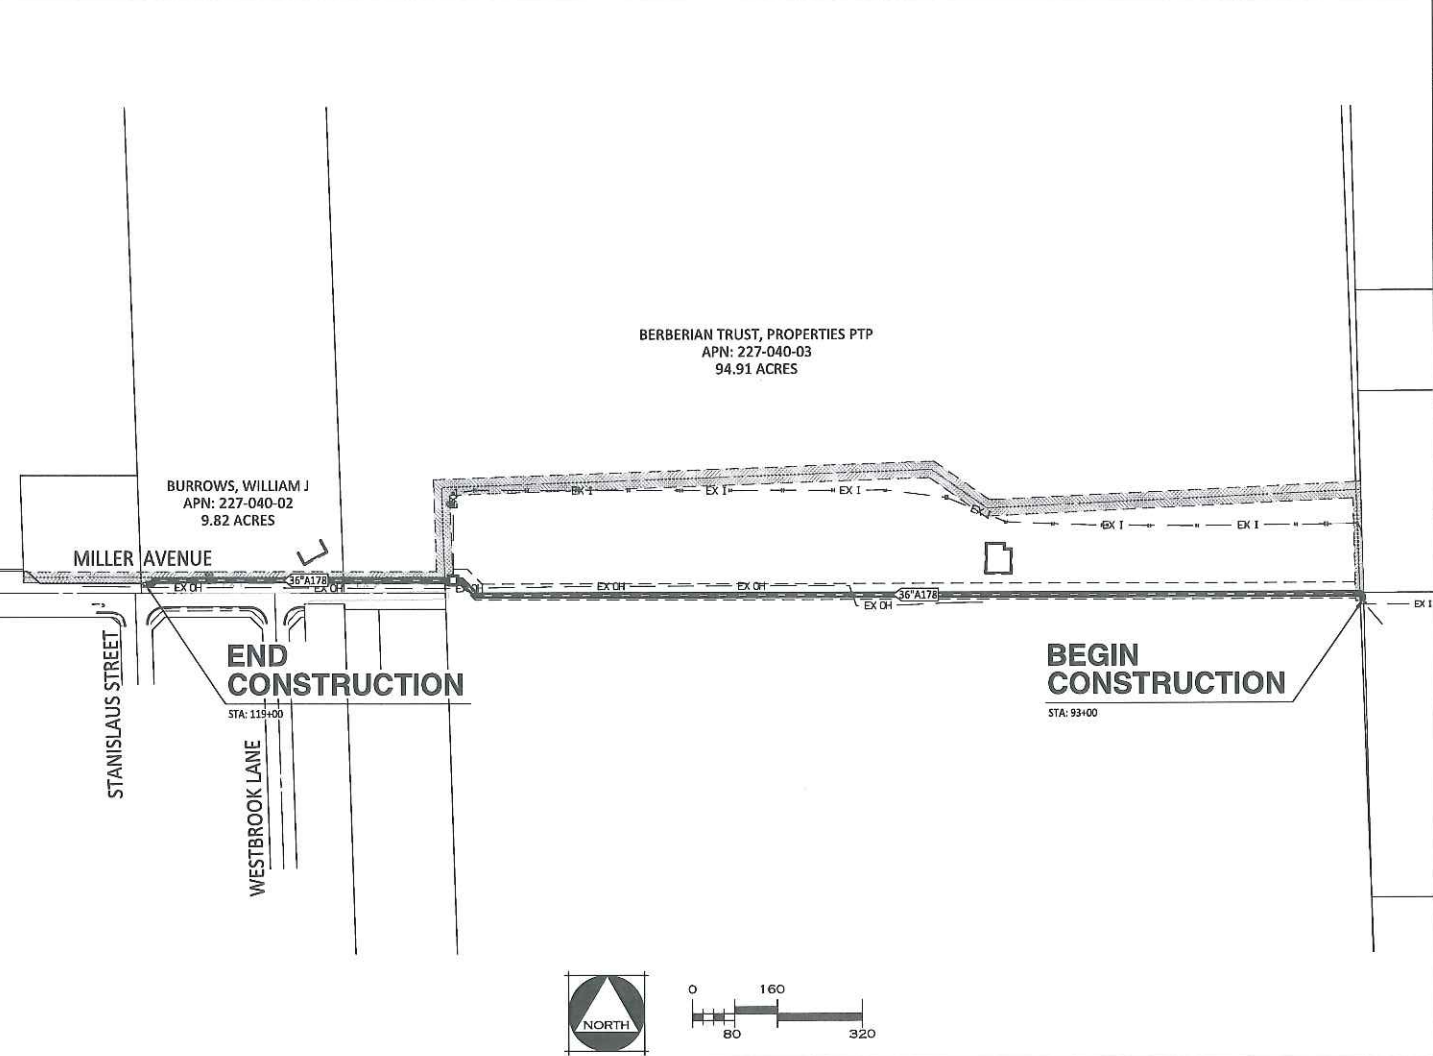 BERBERIAN TRUST, PROPERTIES PTP
APN: 227-040-03
94.91 ACRES
BURROWS, WILLIAM J
APN: 227-040-02
9.82 ACRES
EX I
EX I
EX I
EX I
EX I
EX I
MILLER AVENUE
36"A178
EX OH
EX OH
EX OH
EX OH
EX OH
36"A178
EX OH
EX I
END
CONSTRUCTION
STA: 119+00
BEGIN
CONSTRUCTION
STA: 93+00
STANISLAUS STREET
WESTBROOK LANE
NORTH
0 160
80 320